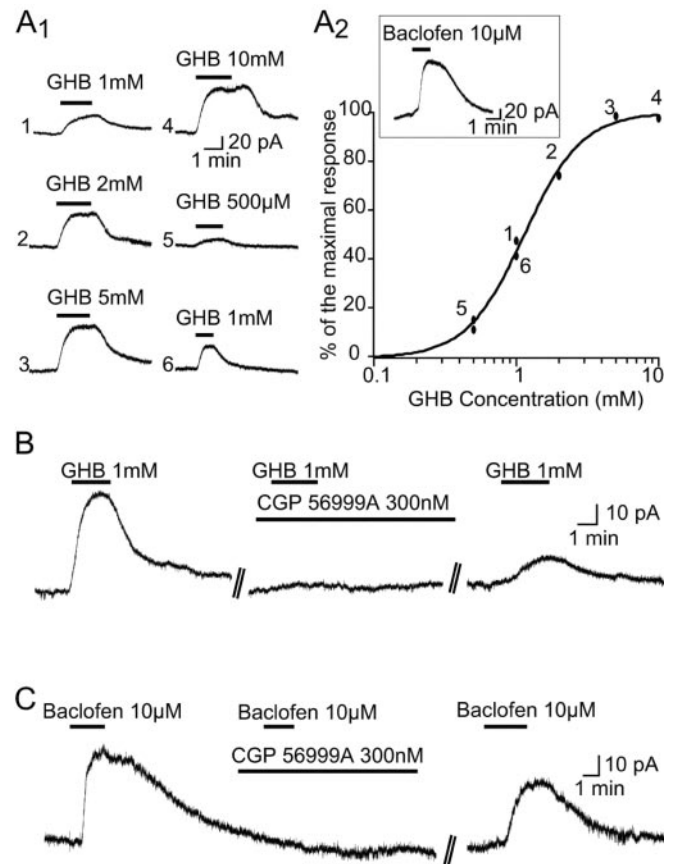 A1
GHB 1mM
1
GHB 10mM
4
20 pA
1 min
GHB 2mM
2
GHB 500µM
5
GHB 5mM
3
GHB 1mM
6
A2
Baclofen 10µM
20 pA
1 min
% of the maximal response
100
80
60
40
20
0
0.1
1
10
GHB Concentration (mM)
5
1
6
2
3
4
B
GHB 1mM
GHB 1mM
CGP 56999A 300nM
GHB 1mM
10 pA
1 min
C
Baclofen 10µM
Baclofen 10µM
CGP 56999A 300nM
Baclofen 10µM
10 pA
1 min